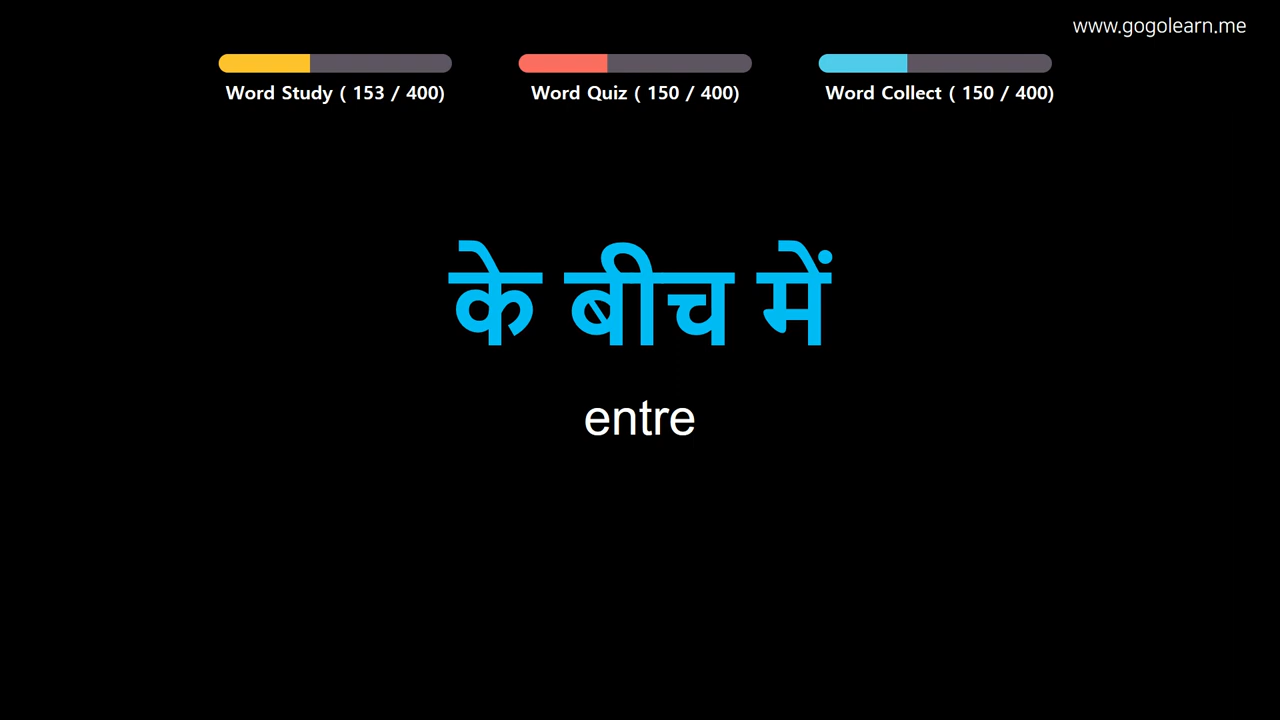 www.gogolearn.me
Word Study ( 153 / 400)
Word Quiz ( 150 / 400)
Word Collect ( 150 / 400)
के बीच में
entre